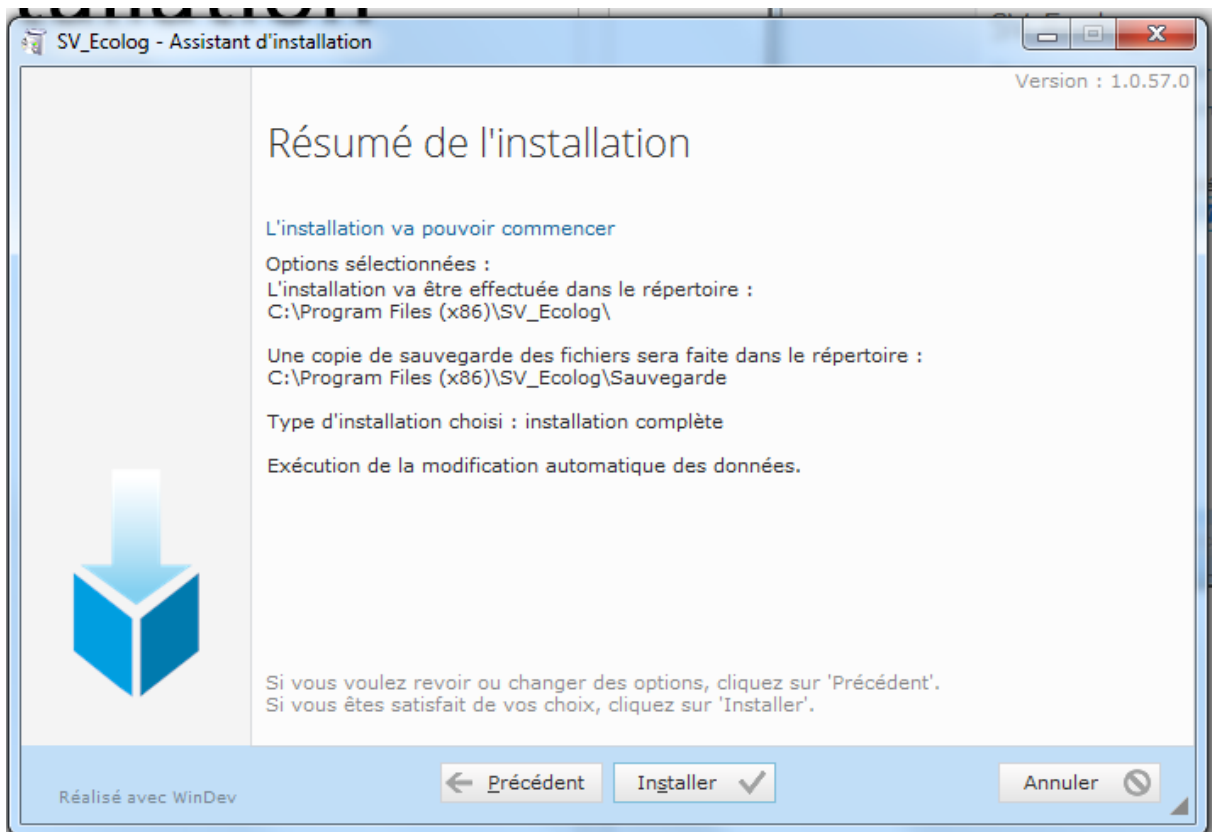 SV_Ecolog - Assistant d'installation
Version : 1.0.57.0
Résumé de l'installation
L'installation va pouvoir commencer
Options sélectionnées :
L'installation va être effectuée dans le répertoire :
C:\Program Files (x86)\SV_Ecolog\
Une copie de sauvegarde des fichiers sera faite dans le répertoire :
C:\Program Files (x86)\SV_Ecolog\Sauvegarde
Type d'installation choisi : installation complète
Exécution de la modification automatique des données.
Si vous voulez revoir ou changer des options, cliquez sur 'Précédent'.
Si vous êtes satisfait de vos choix, cliquez sur 'Installer'.
Réalisé avec WinDev
Précédent
Installer
Annuler